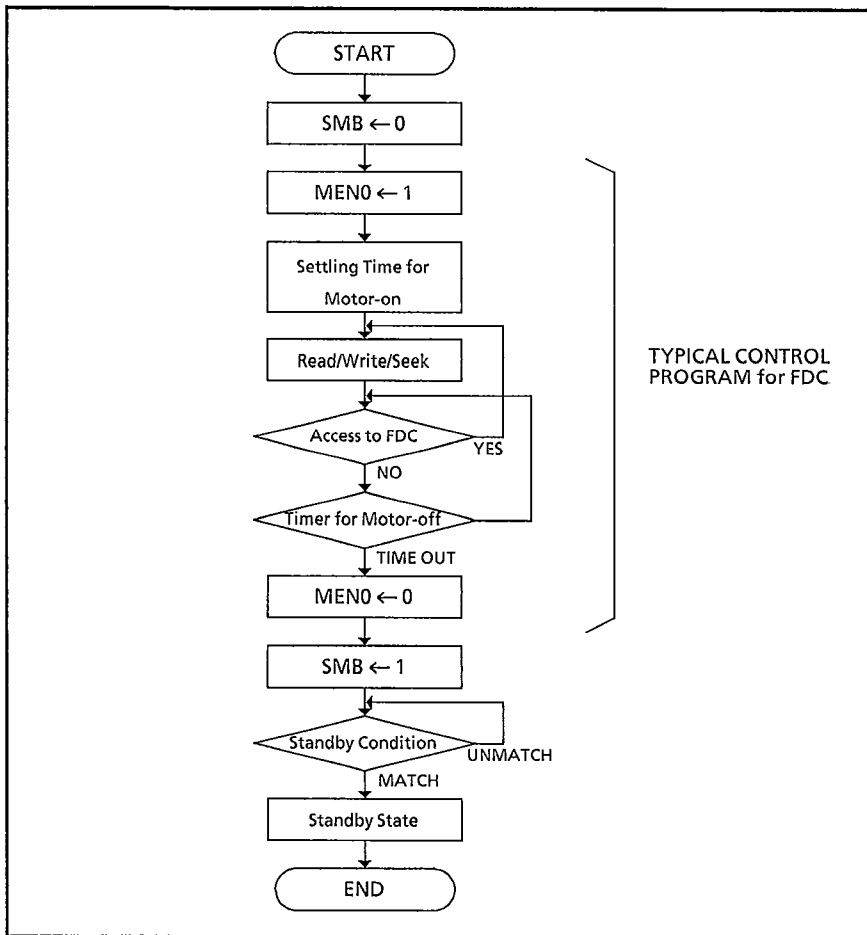 START
SMB ← 0
MEN0 ← 1
Settling Time for
Motor-on
Read/Write/Seek
Access to FDC
YES
NO
Timer for Motor-off
TIME OUT
MEN0 ← 0
SMB ← 1
Standby Condition
UNMATCH
MATCH
Standby State
END
TYPICAL CONTROL
PROGRAM for FDC